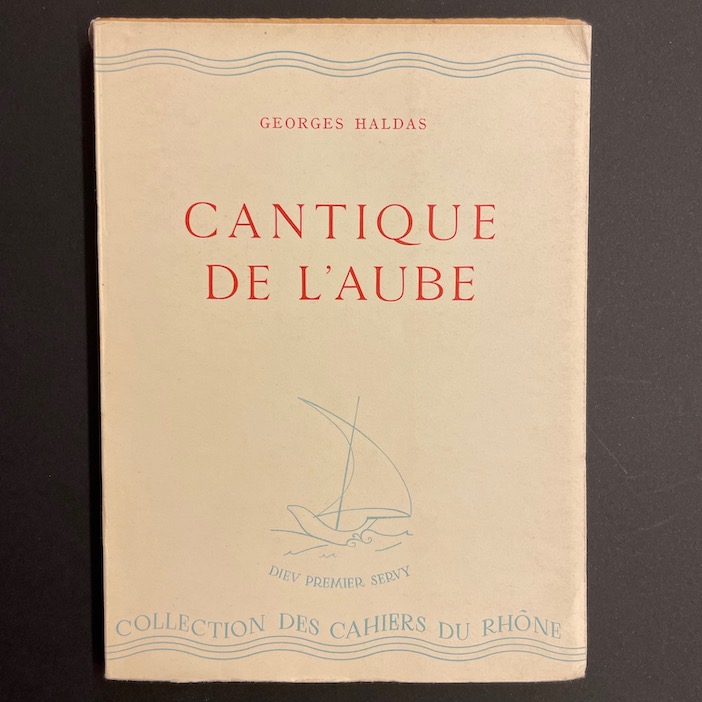 GEORGES HALDAS
CANTIQUE
DE L'AUBE
DIEV PREMIER SERVY
COLLECTION DES CAHIERS DU RHÔNE